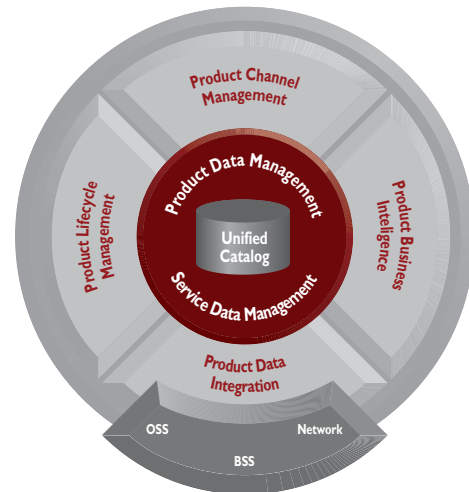 Product Channel
Management
Product Lifecycle
Management
Product Data Management
Unified
Catalog
Service Data Management
Product Business
Inteligence
Product Data
Integration
OSS
Network
BSS